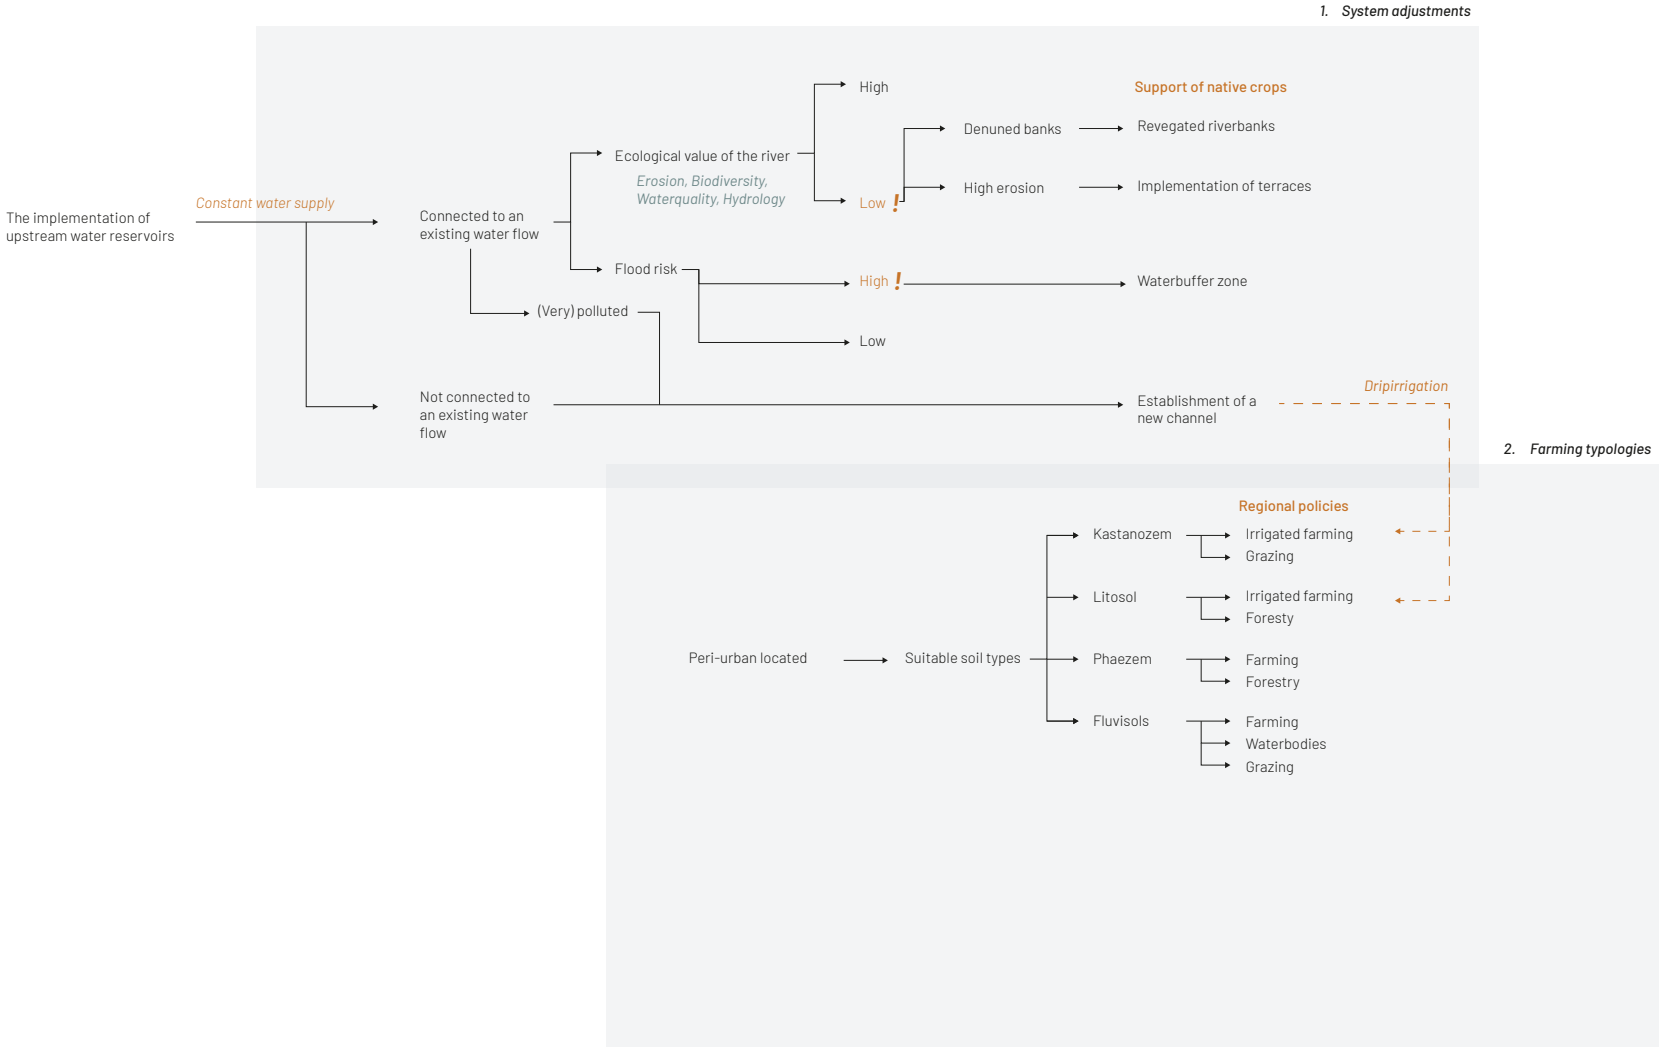 1. System adjustments
High
Support of native crops
Denuned banks
Revegated riverbanks
Ecological value of the river
Erosion, Biodiversity,
Waterquality, Hydrology
High erosion
Implementation of terraces
Constant water supply
Low !
The implementation of
upstream water reservoirs
Connected to an
existing water flow
Flood risk
High !
Waterbuffer zone
(Very) polluted
Low
Dripirrigation
Not connected to
an existing water
flow
Establishment of a
new channel
2. Farming typologies
Regional policies
Kastanozem
Irrigated farming
Grazing
Litosol
Irrigated farming
Foresty
Peri-urban located
Suitable soil types
Phaezem
Farming
Forestry
Fluvisols
Farming
Waterbodies
Grazing